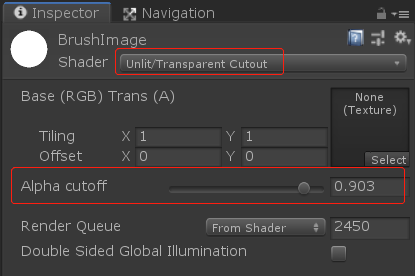 Inspector Navigation
BrushImage
Shader Unlit/Transparent Cutout
Base (RGB) Trans (A)
None
(Texture)
Tiling X 1 Y 1
Offset X 0 Y 0
Select
Alpha cutoff 0.903
Render Queue From Shader 2450
Double Sided Global Illumination